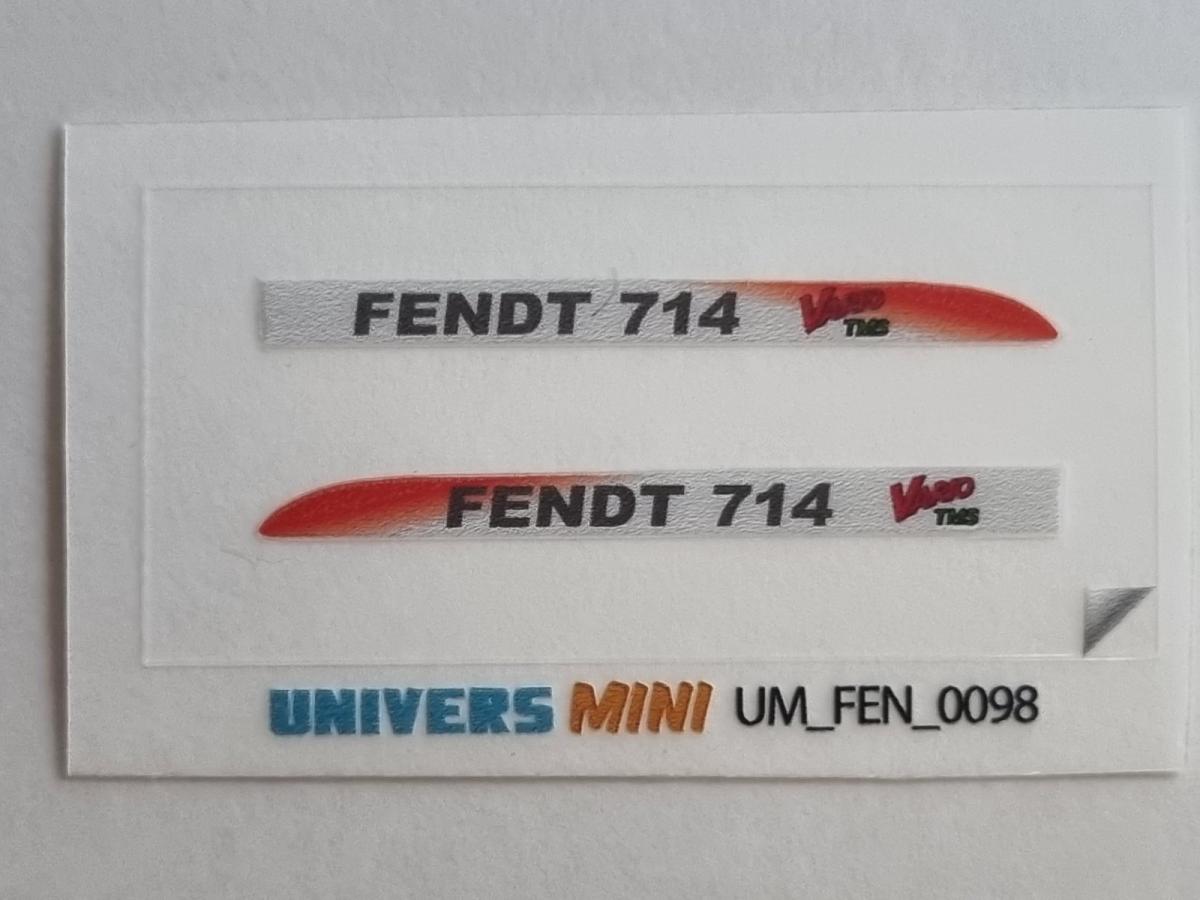 FENDT 714 VARIO TMS
FENDT 714 VARIO TMS
UNIVERS MINI UM_FEN_0098